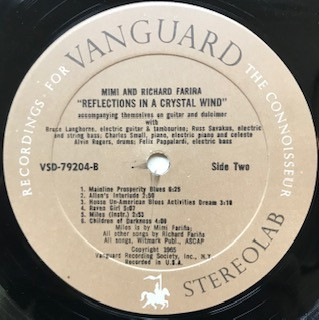 VANGUARD
RECORDINGS FOR THE CONNOISSEUR
MIMI AND RICHARD FARINA
"REFLECTIONS IN A CRYSTAL WIND"
accompanying themselves on guitar and dulcimer
with
Bruce Langhorne, electric guitar & tambourine; Russ Savakus, electric
and string bass; Charles Small, piano, electric piano and celeste
Alvin Rogers, drums; Felix Pappalardi, electric bass
VSD-79204-B Side Two
1. Mainline Prosperity Blues 6:25
2. Allen's Interlude 2:00
3. House Un-American Blues Activities Dream 3:10
4. Raven Girl 5:07
5. Miles (Instr.) 2:53
6. Children of Darkness 4:00
Miles is by Mimi Fariña;
All other songs by Richard Fariña
All songs, Witmark Publ., ASCAP
Copyright 1965
Vanguard Recording Society, Inc., N.Y.
Recorded in U.S.A.
STEREOLAB